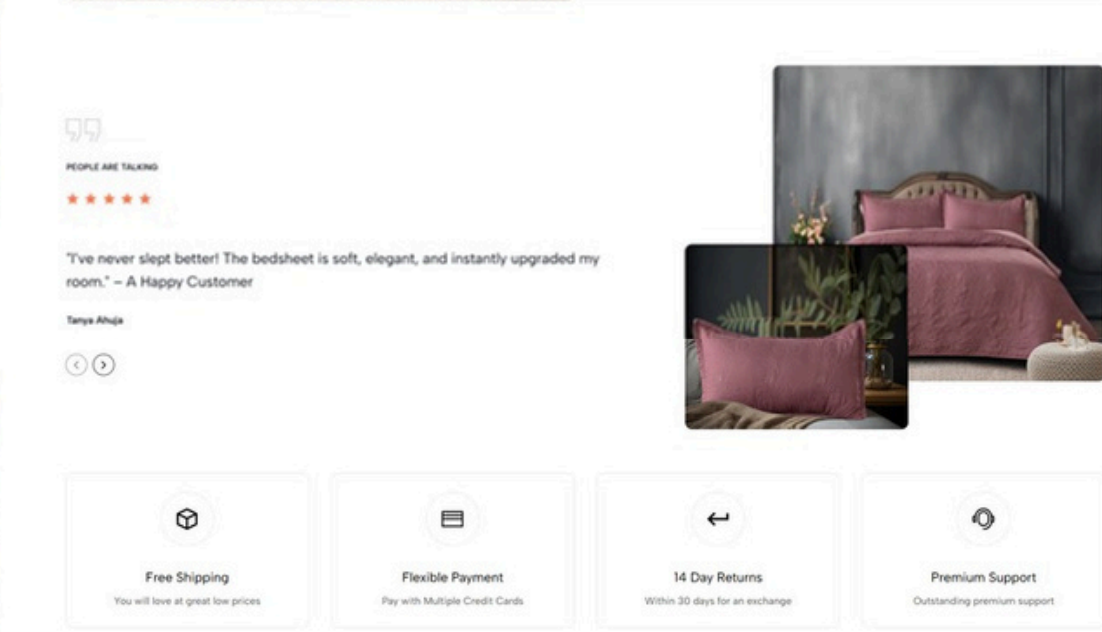 PEOPLE ARE TALKING
"I've never slept better! The bedsheet is soft, elegant, and instantly upgraded my
room." – A Happy Customer
Tanya Ahuja
Free Shipping
You will love at great low prices
Flexible Payment
Pay with Multiple Credit Cards
14 Day Returns
Within 30 days for an exchange
Premium Support
Outstanding premium support